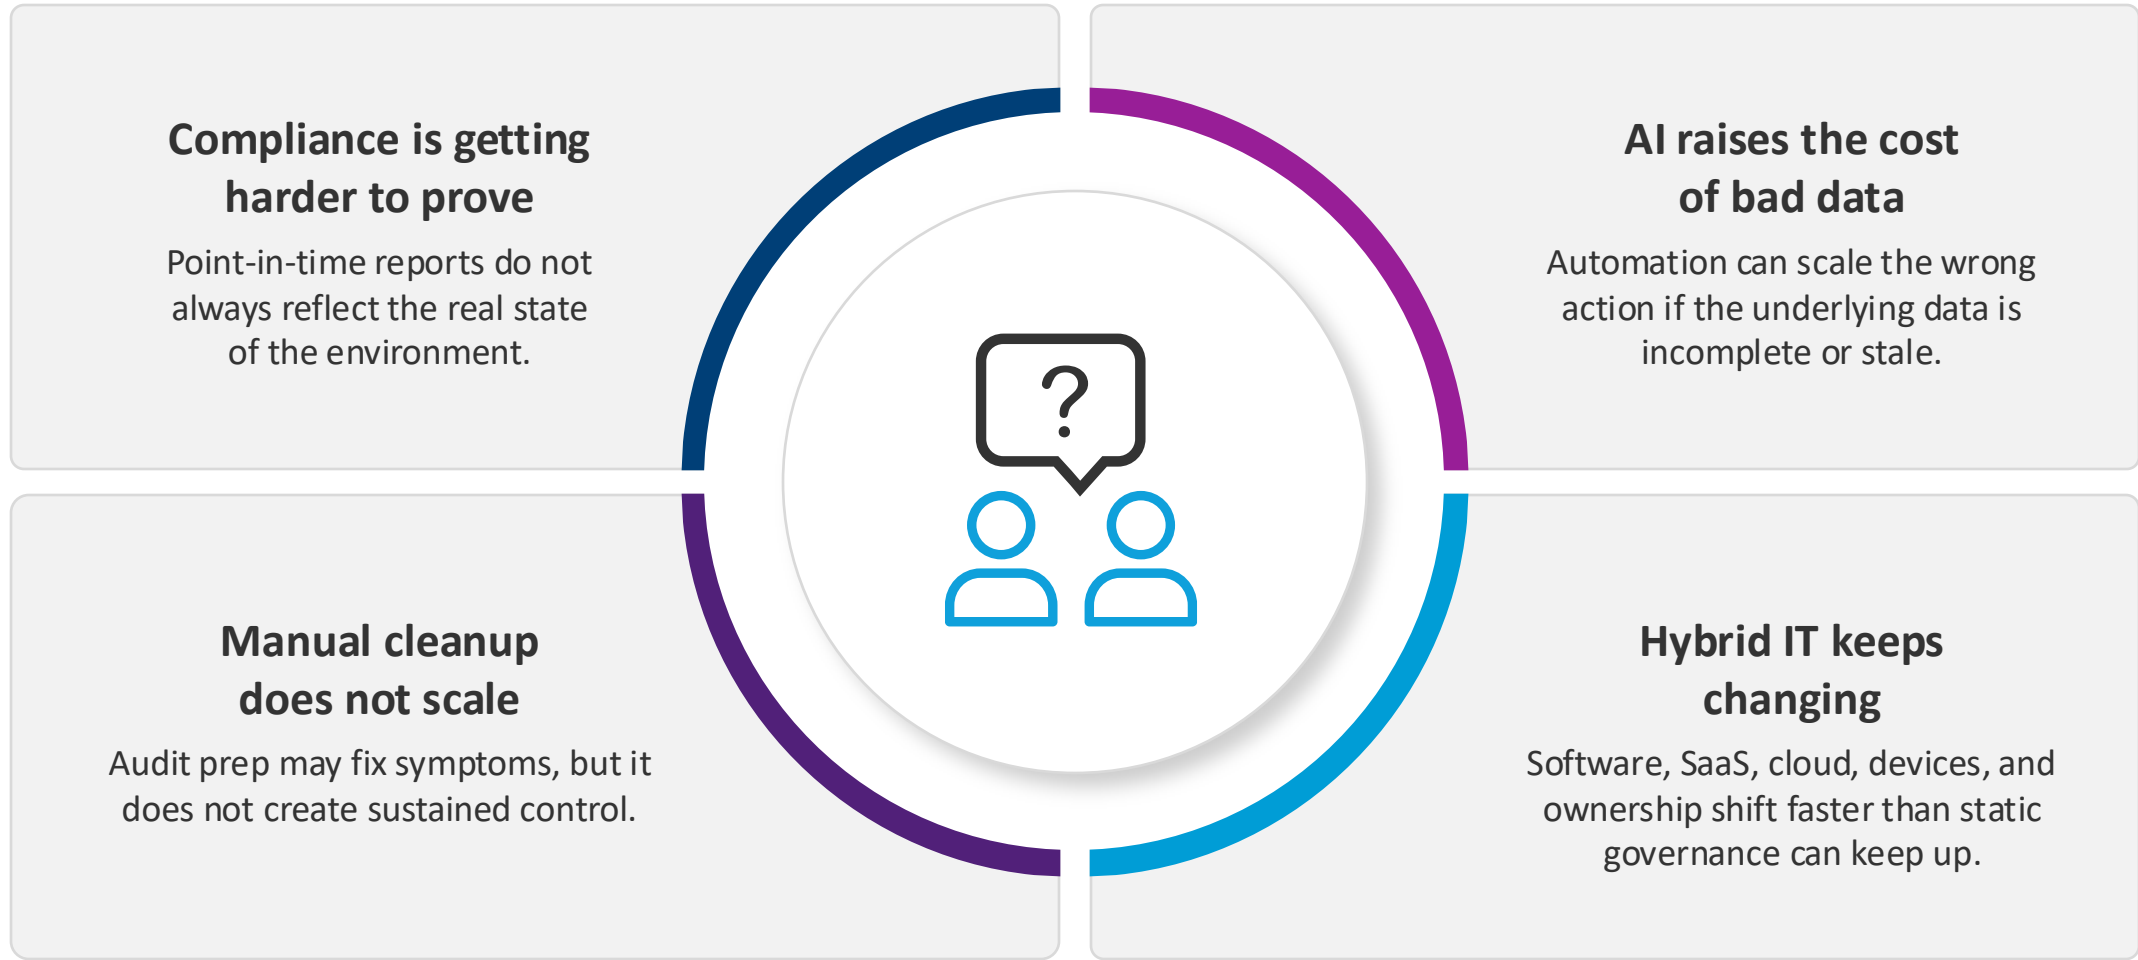 Compliance is getting
harder to prove
Point-in-time reports do not
always reflect the real state
of the environment.
AI raises the cost
of bad data
Automation can scale the wrong
action if the underlying data is
incomplete or stale.
?
Manual cleanup
does not scale
Audit prep may fix symptoms, but it
does not create sustained control.
Hybrid IT keeps
changing
Software, SaaS, cloud, devices, and
ownership shift faster than static
governance can keep up.